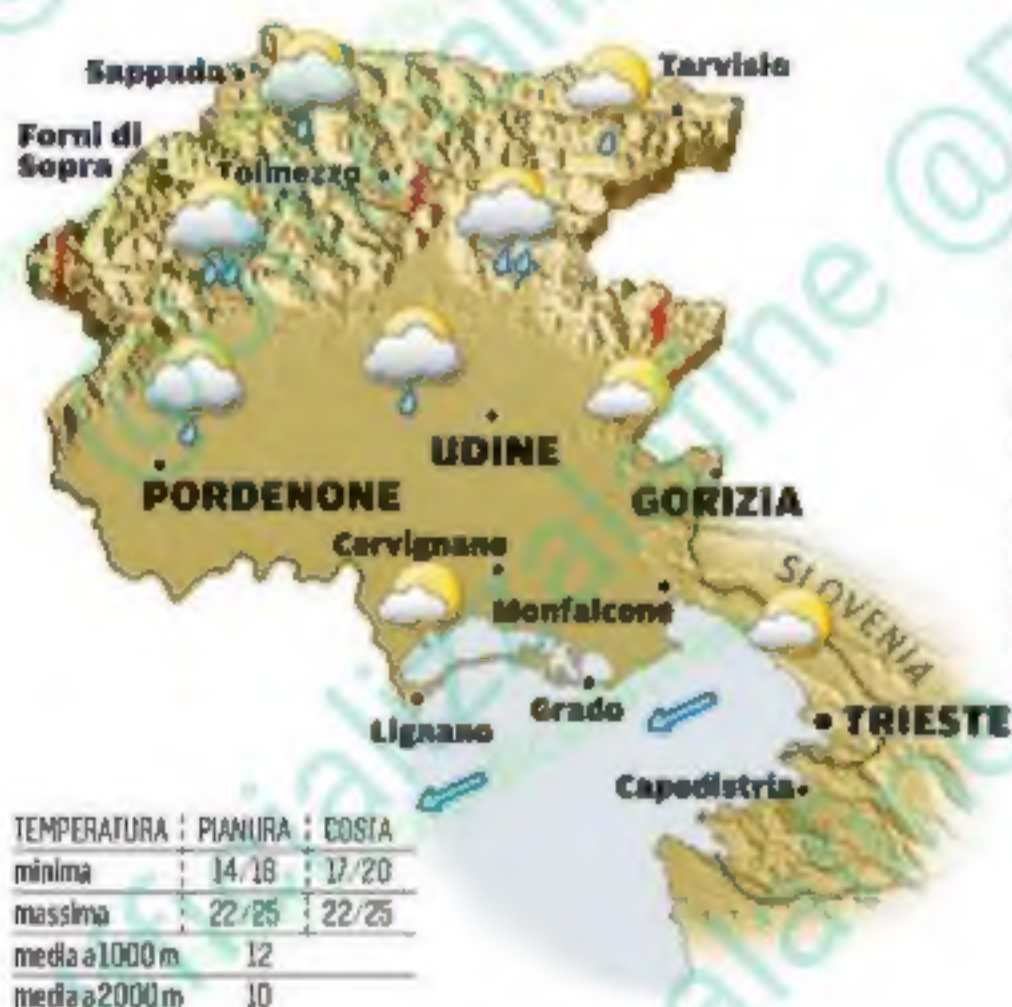 Sappada
Tarvisio
Forni di
Sopra
Tolmezzo
UDINE
PORDENONE
GORIZIA
Cervignano
Monfalcone
SLOVENIA
Grado
Lignano
TRIESTE
Capodistria
TEMPERATURA PIANURA COSTA
minima 14/18 17/20
massima 22/25 22/25
media a 1000 m 12
media a 2000 m 10